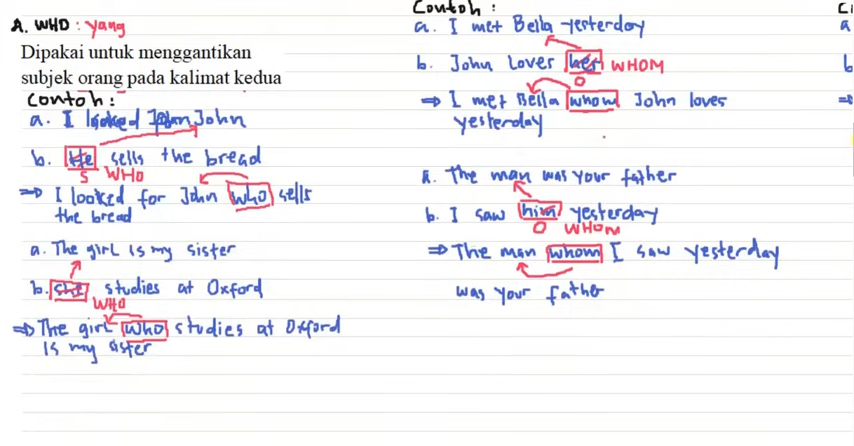 A. WHO : yang
Dipakai untuk menggantikan
subjek orang pada kalimat kedua
Contoh :
a. I looked John
b. He sells the bread
S WHO
⇒ I looked for John who sells
the bread
a. The girl is my sister
b. she studies at Oxford
WHO
⇒ The girl who studies at Oxford
is my sister
Contoh :
a. I met Bella yesterday
b. John lover her WHOM
O
⇒ I met Bella whom John loves
yesterday
a. The man was your father
b. I saw him yesterday
O WHOM
⇒ The man whom I saw yesterday
was your father
C
a
b
⇒